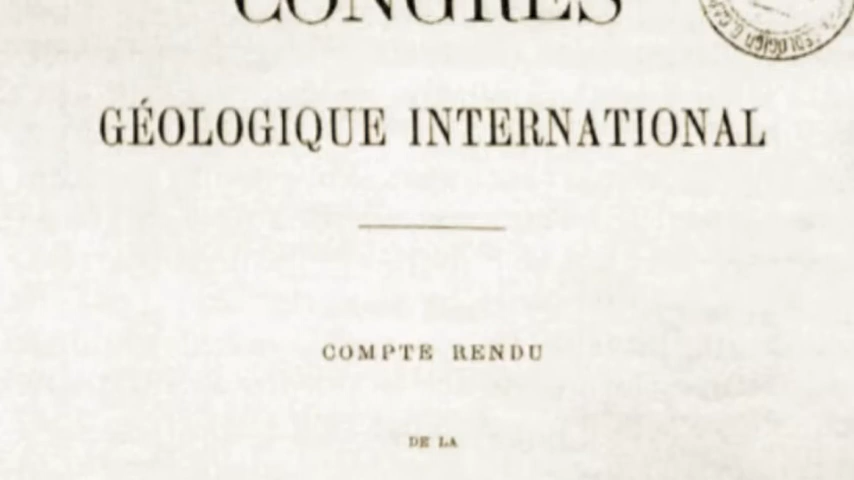 CONGRÈS
GÉOLOGIQUE INTERNATIONAL
COMPTE RENDU
DE LA